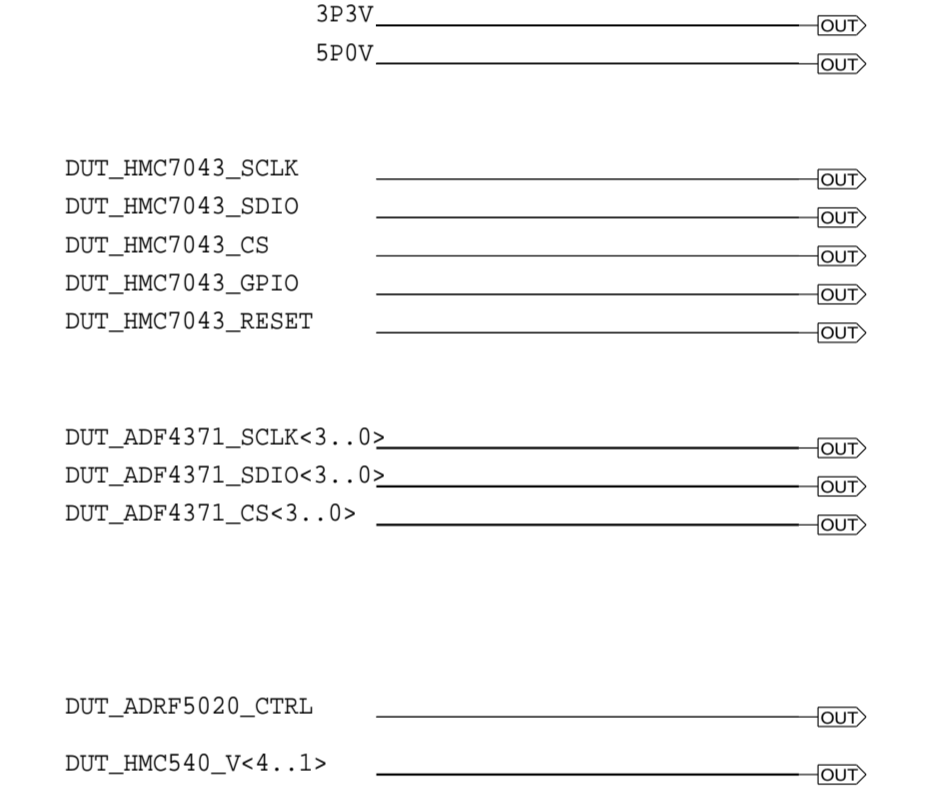 3P3V OUT
5P0V OUT
DUT_HMC7043_SCLK OUT
DUT_HMC7043_SDIO OUT
DUT_HMC7043_CS OUT
DUT_HMC7043_GPIO OUT
DUT_HMC7043_RESET OUT
DUT_ADF4371_SCLK<3..0> OUT
DUT_ADF4371_SDIO<3..0> OUT
DUT_ADF4371_CS<3..0> OUT
DUT_ADRF5020_CTRL OUT
DUT_HMC540_V<4..1> OUT